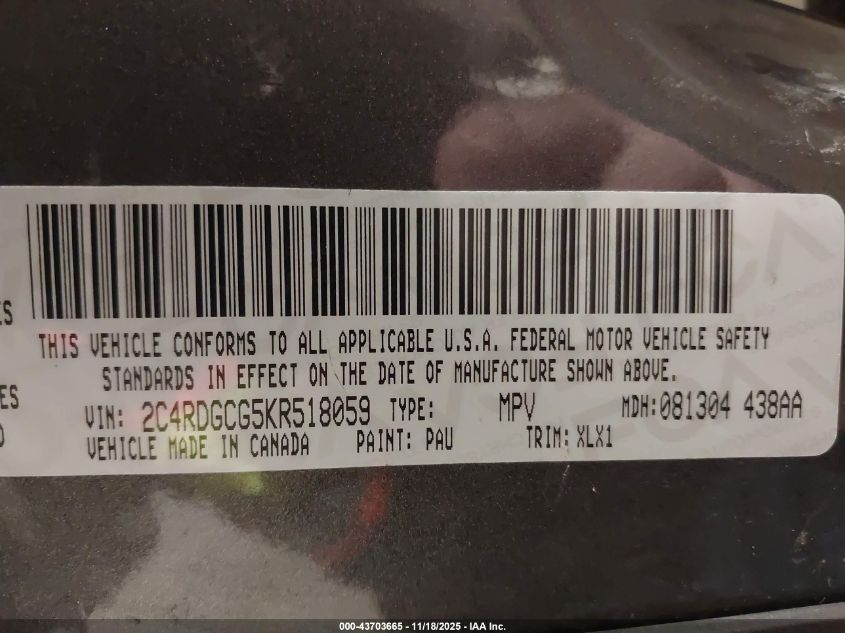 ES
THIS VEHICLE CONFORMS TO ALL APPLICABLE U.S.A. FEDERAL MOTOR VEHICLE SAFETY
STANDARDS IN EFFECT ON THE DATE OF MANUFACTURE SHOWN ABOVE.
ES
VIN: 2C4RDGCG5KR518059 TYPE: MPV MDH:081304 438AA
VEHICLE MADE IN CANADA PAINT: PAU TRIM: XLX1
000-43703665 - 11/18/2025 - IAA Inc.